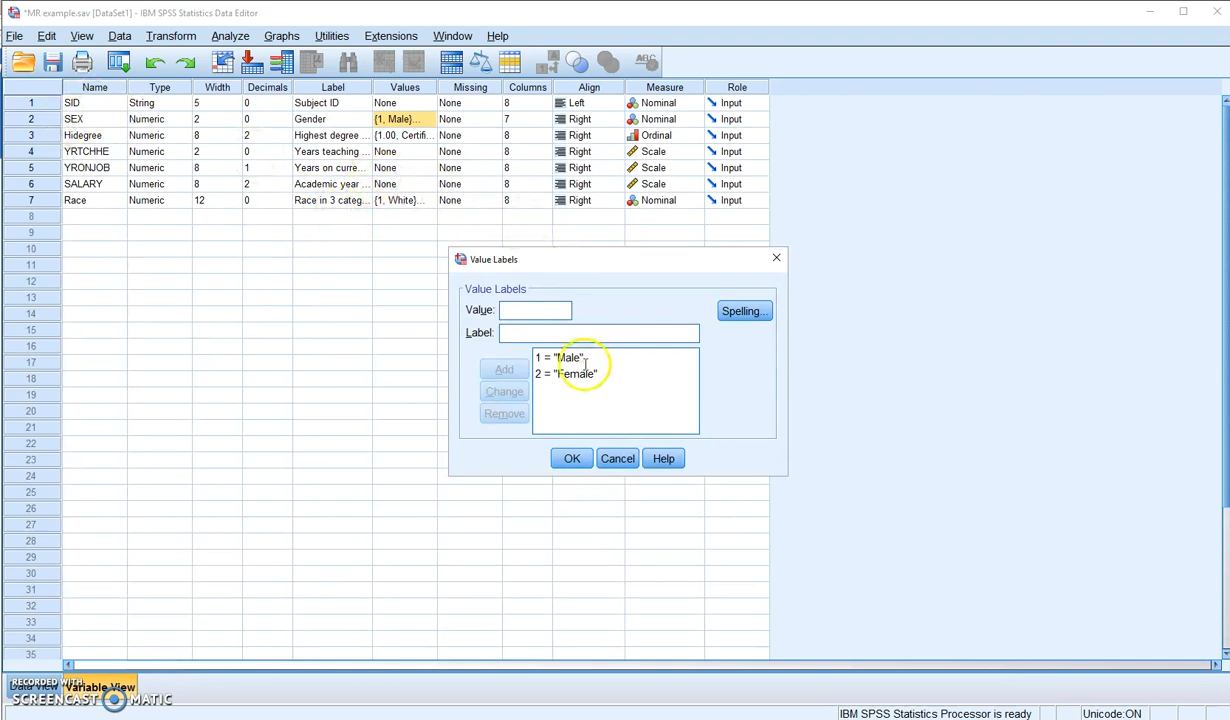 *MR example.sav [DataSet1] - IBM SPSS Statistics Data Editor
File Edit View Data Transform Analyze Graphs Utilities Extensions Window Help
Name Type Width Decimals Label Values Missing Columns Align Measure Role
1 SID String 5 0 Subject ID None None 8 Left Nominal Input
2 SEX Numeric 2 0 Gender {1, Male}... None 7 Right Nominal Input
3 Hidegree Numeric 8 2 Highest degree ... {1.00, Certifi... None 8 Right Ordinal Input
4 YRTCHHE Numeric 2 0 Years teaching ... None None 8 Right Scale Input
5 YRONJOB Numeric 8 1 Years on curre... None None 8 Right Scale Input
6 SALARY Numeric 8 2 Academic year ... None None 8 Right Scale Input
7 Race Numeric 12 0 Race in 3 categ... {1, White}... None 8 Right Nominal Input
8
9
10
11
12
13
14
15
16
17
18
19
20
21
22
23
24
25
26
27
28
29
30
31
32
33
34
35
Value Labels
Value Labels
Value:
Spelling...
Label:
1 = "Male"
2 = "Female"
Add
Change
Remove
OK Cancel Help
Data View Variable View
RECORDED WITH
SCREENCAST MATIC
IBM SPSS Statistics Processor is ready Unicode:ON